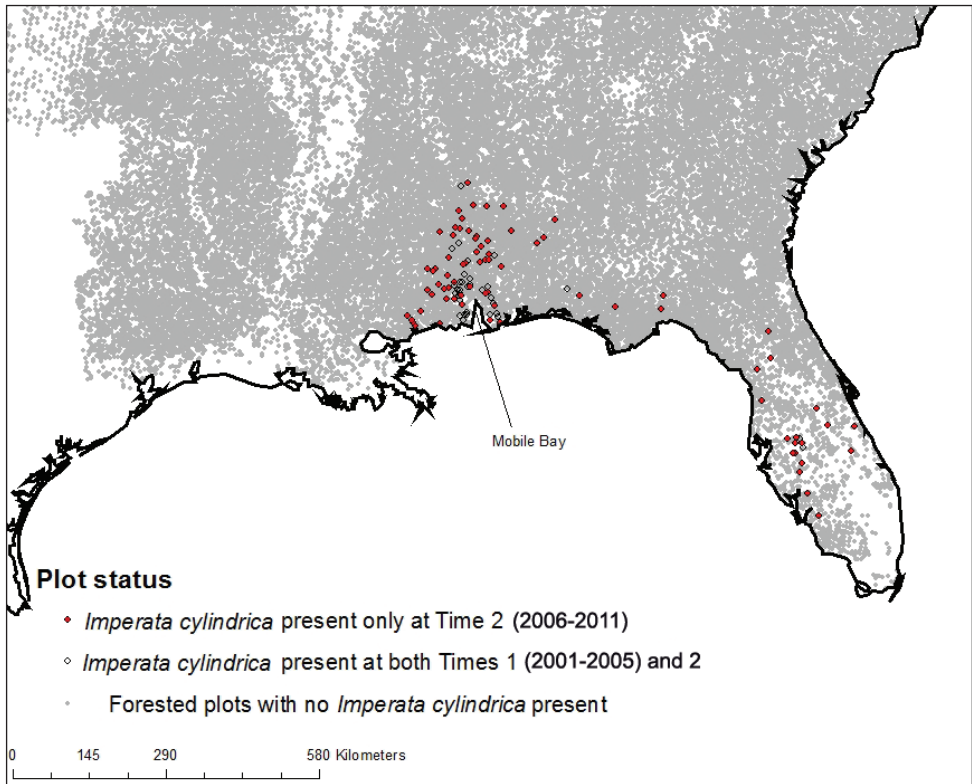 Mobile Bay
Plot status
Imperata cylindrica present only at Time 2 (2006-2011)
Imperata cylindrica present at both Times 1 (2001-2005) and 2
Forested plots with no Imperata cylindrica present
0 145 290 580 Kilometers